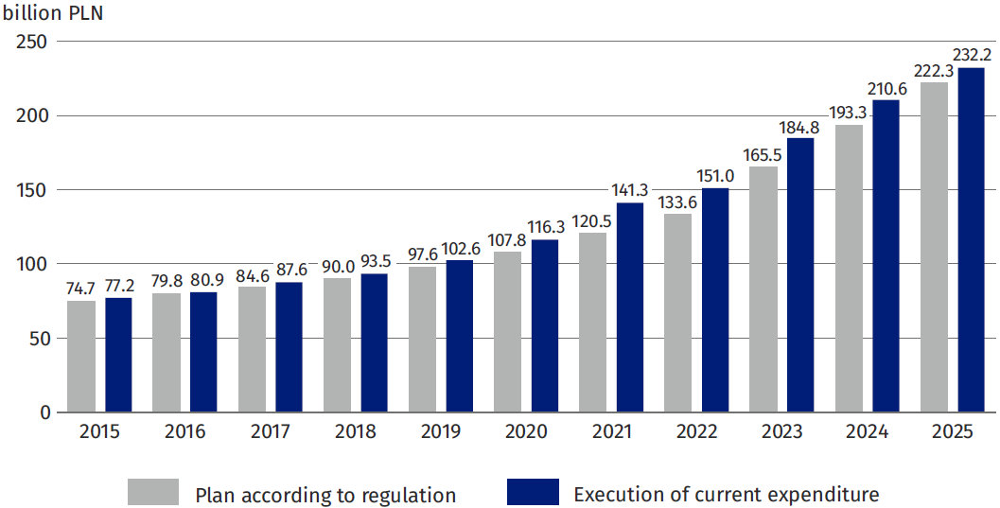 billion PLN
250
200
150
100
50
0
74.7 77.2 79.8 80.9 84.6 87.6 90.0 93.5 97.6 102.6 107.8 116.3 120.5 141.3 133.6 151.0 165.5 184.8 193.3 210.6 222.3 232.2
2015 2016 2017 2018 2019 2020 2021 2022 2023 2024 2025
Plan according to regulation Execution of current expenditure